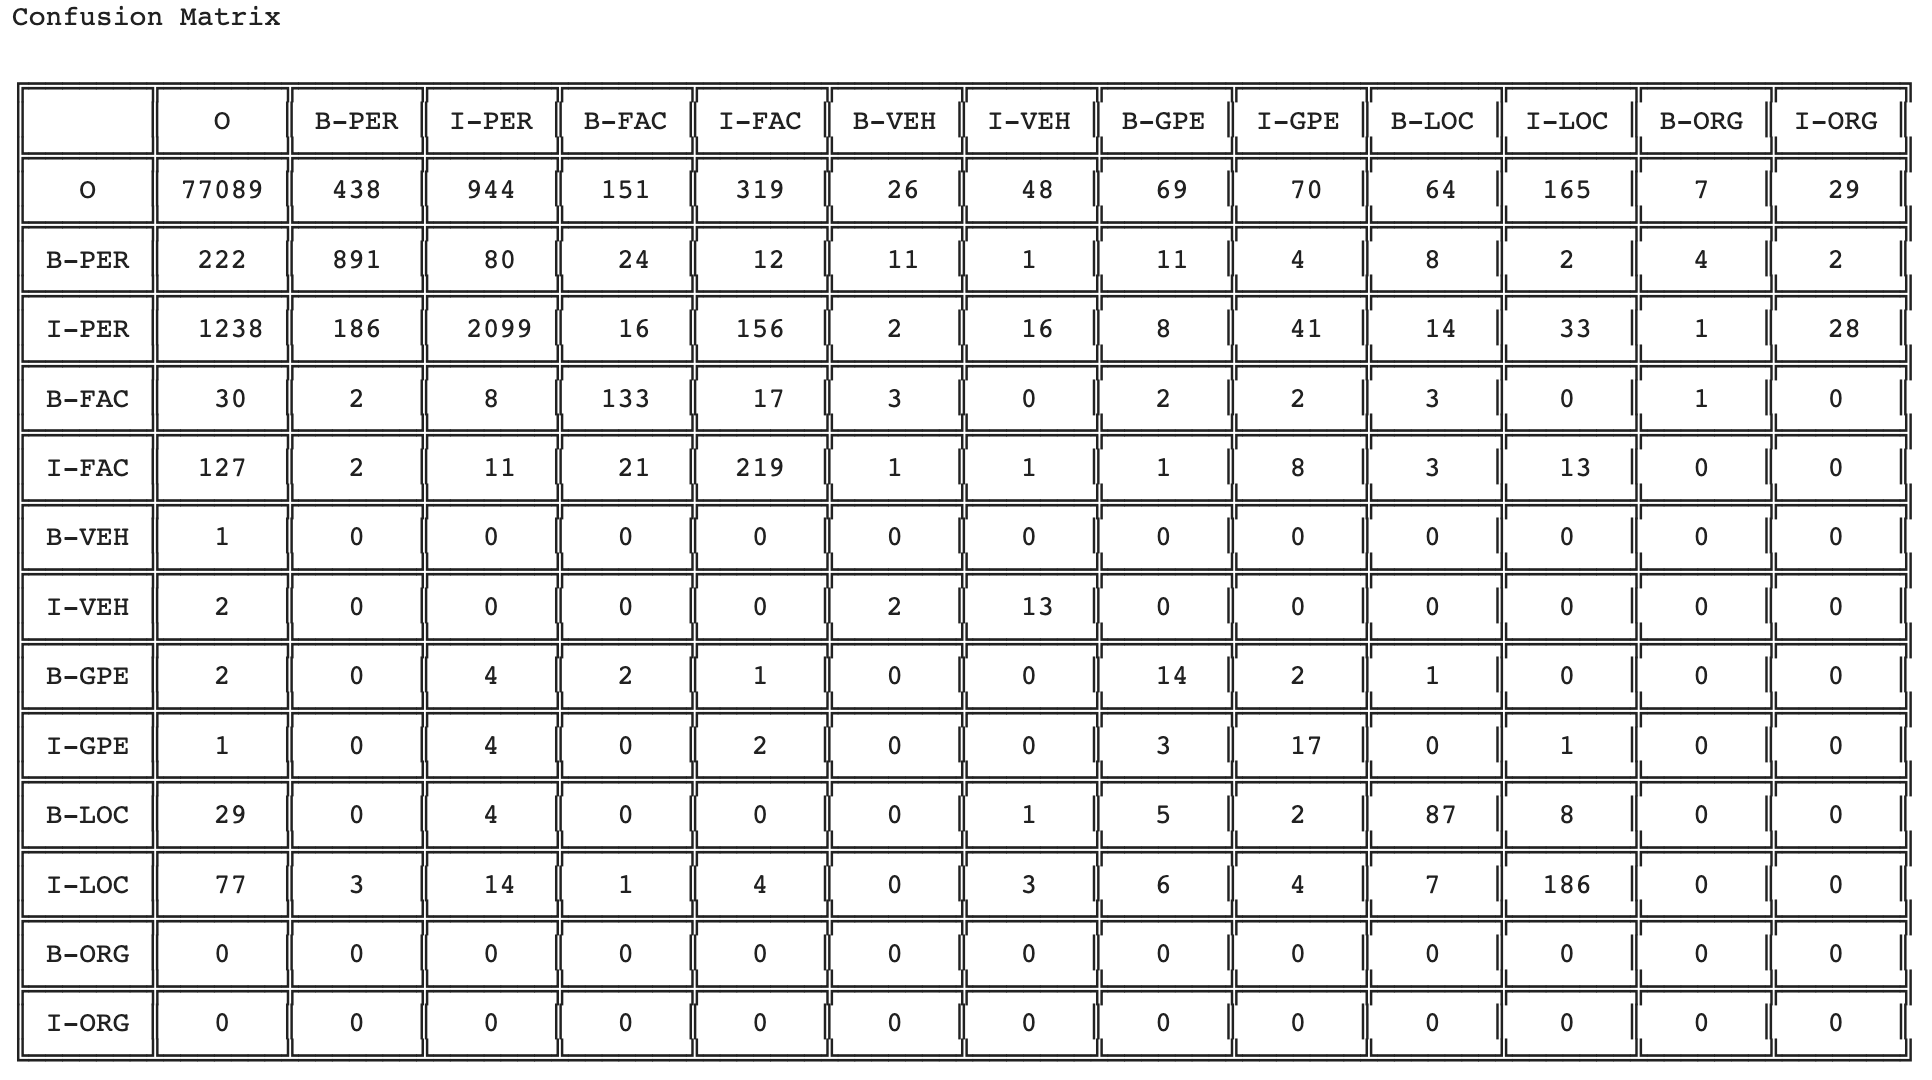 Confusion Matrix
O B-PER I-PER B-FAC I-FAC B-VEH I-VEH B-GPE I-GPE B-LOC I-LOC B-ORG I-ORG
O 77089 438 944 151 319 26 48 69 70 64 165 7 29
B-PER 222 891 80 24 12 11 1 11 4 8 2 4 2
I-PER 1238 186 2099 16 156 2 16 8 41 14 33 1 28
B-FAC 30 2 8 133 17 3 0 2 2 3 0 1 0
I-FAC 127 2 11 21 219 1 1 1 8 3 13 0 0
B-VEH 1 0 0 0 0 0 0 0 0 0 0 0 0
I-VEH 2 0 0 0 0 2 13 0 0 0 0 0 0
B-GPE 2 0 4 2 1 0 0 14 2 1 0 0 0
I-GPE 1 0 4 0 2 0 0 3 17 0 1 0 0
B-LOC 29 0 4 0 0 0 1 5 2 87 8 0 0
I-LOC 77 3 14 1 4 0 3 6 4 7 186 0 0
B-ORG 0 0 0 0 0 0 0 0 0 0 0 0 0
I-ORG 0 0 0 0 0 0 0 0 0 0 0 0 0